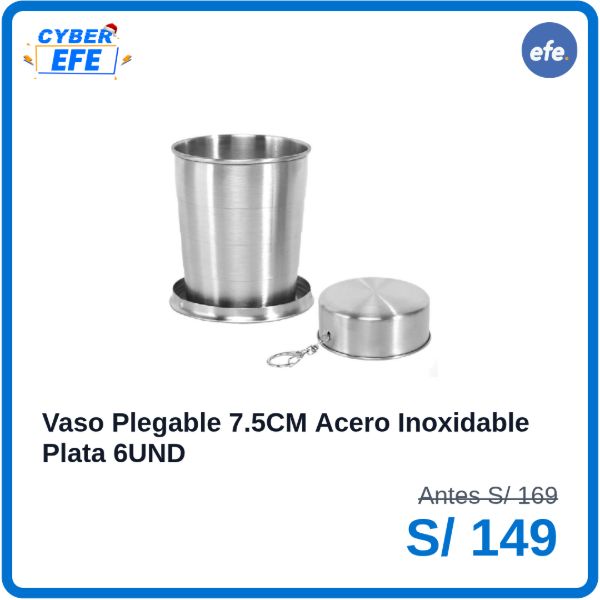 CYBER
EFE
efe.
Vaso Plegable 7.5CM Acero Inoxidable
Plata 6UND
Antes S/ 169
S/ 149